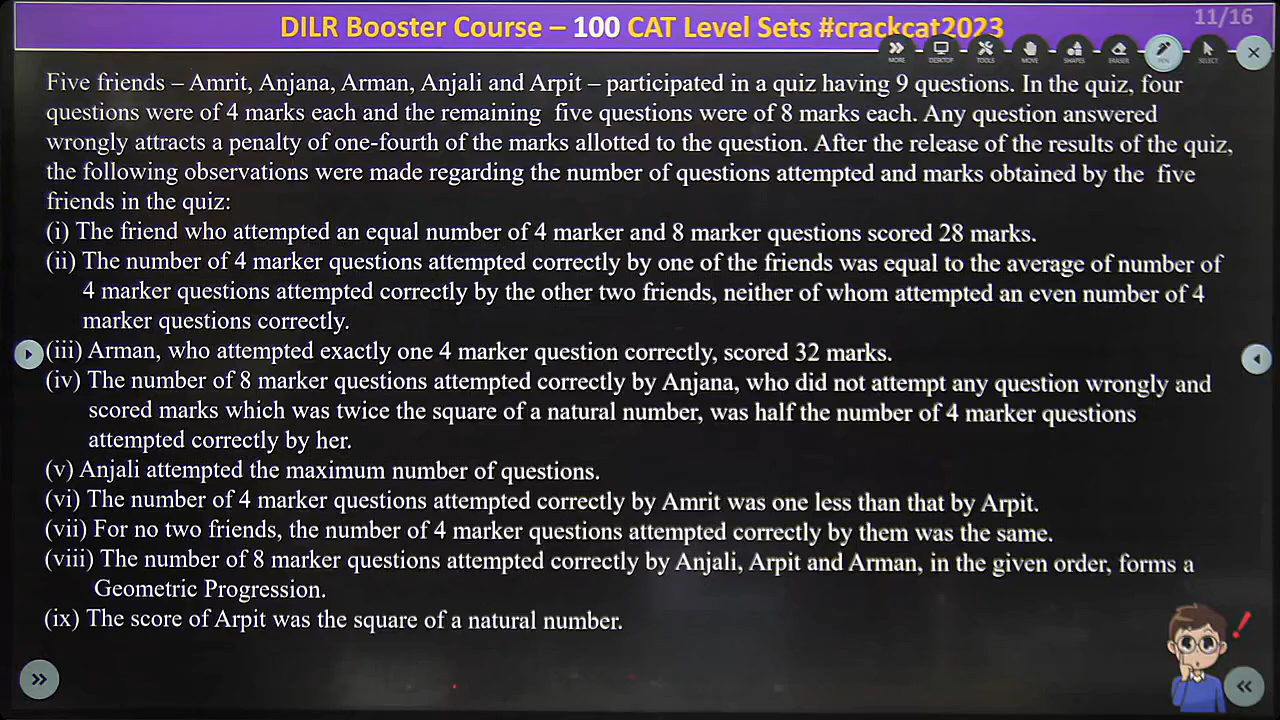 DILR Booster Course – 100 CAT Level Sets #crackcat2023
11/16
MORE DESKTOP TOOLS MOVE SHAPES ERASER PEN SELECT
Five friends – Amrit, Anjana, Arman, Anjali and Arpit – participated in a quiz having 9 questions. In the quiz, four
questions were of 4 marks each and the remaining five questions were of 8 marks each. Any question answered
wrongly attracts a penalty of one-fourth of the marks allotted to the question. After the release of the results of the quiz,
the following observations were made regarding the number of questions attempted and marks obtained by the five
friends in the quiz:
(i) The friend who attempted an equal number of 4 marker and 8 marker questions scored 28 marks.
(ii) The number of 4 marker questions attempted correctly by one of the friends was equal to the average of number of
4 marker questions attempted correctly by the other two friends, neither of whom attempted an even number of 4
marker questions correctly.
(iii) Arman, who attempted exactly one 4 marker question correctly, scored 32 marks.
(iv) The number of 8 marker questions attempted correctly by Anjana, who did not attempt any question wrongly and
scored marks which was twice the square of a natural number, was half the number of 4 marker questions
attempted correctly by her.
(v) Anjali attempted the maximum number of questions.
(vi) The number of 4 marker questions attempted correctly by Amrit was one less than that by Arpit.
(vii) For no two friends, the number of 4 marker questions attempted correctly by them was the same.
(viii) The number of 8 marker questions attempted correctly by Anjali, Arpit and Arman, in the given order, forms a
Geometric Progression.
(ix) The score of Arpit was the square of a natural number.